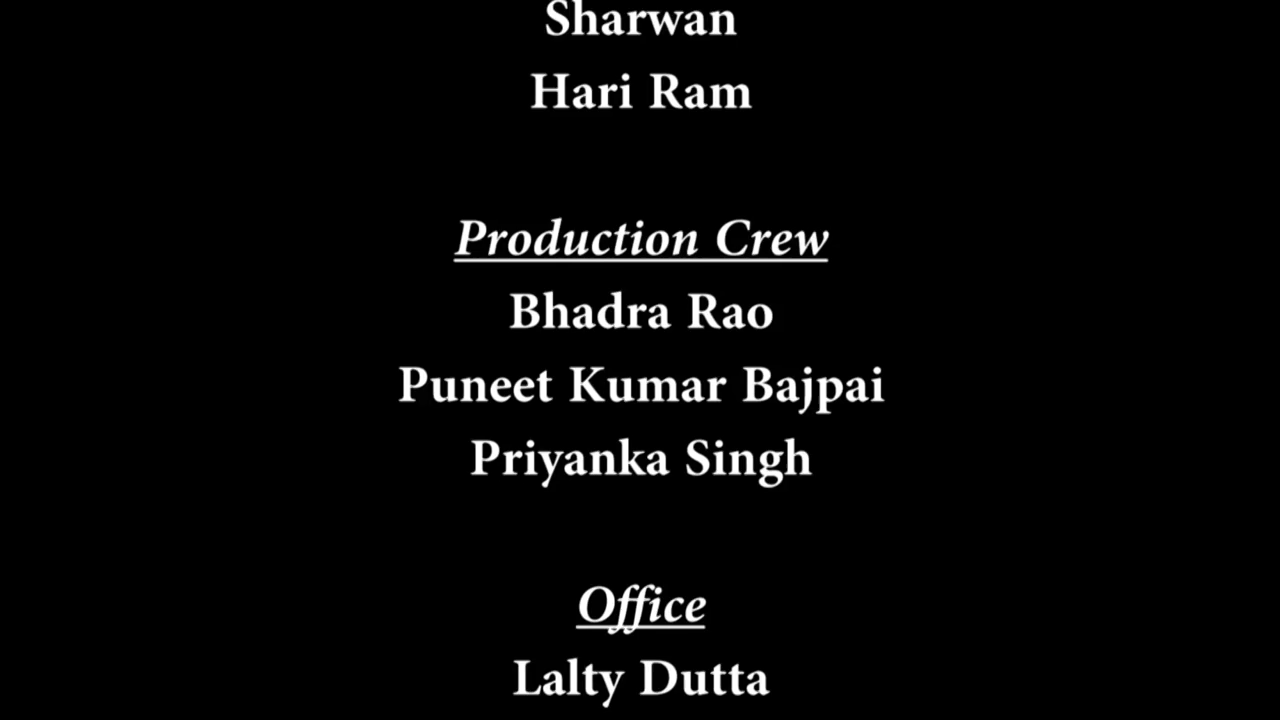 Sharwan
Hari Ram
Production Crew
Bhadra Rao
Puneet Kumar Bajpai
Priyanka Singh
Office
Lalty Dutta